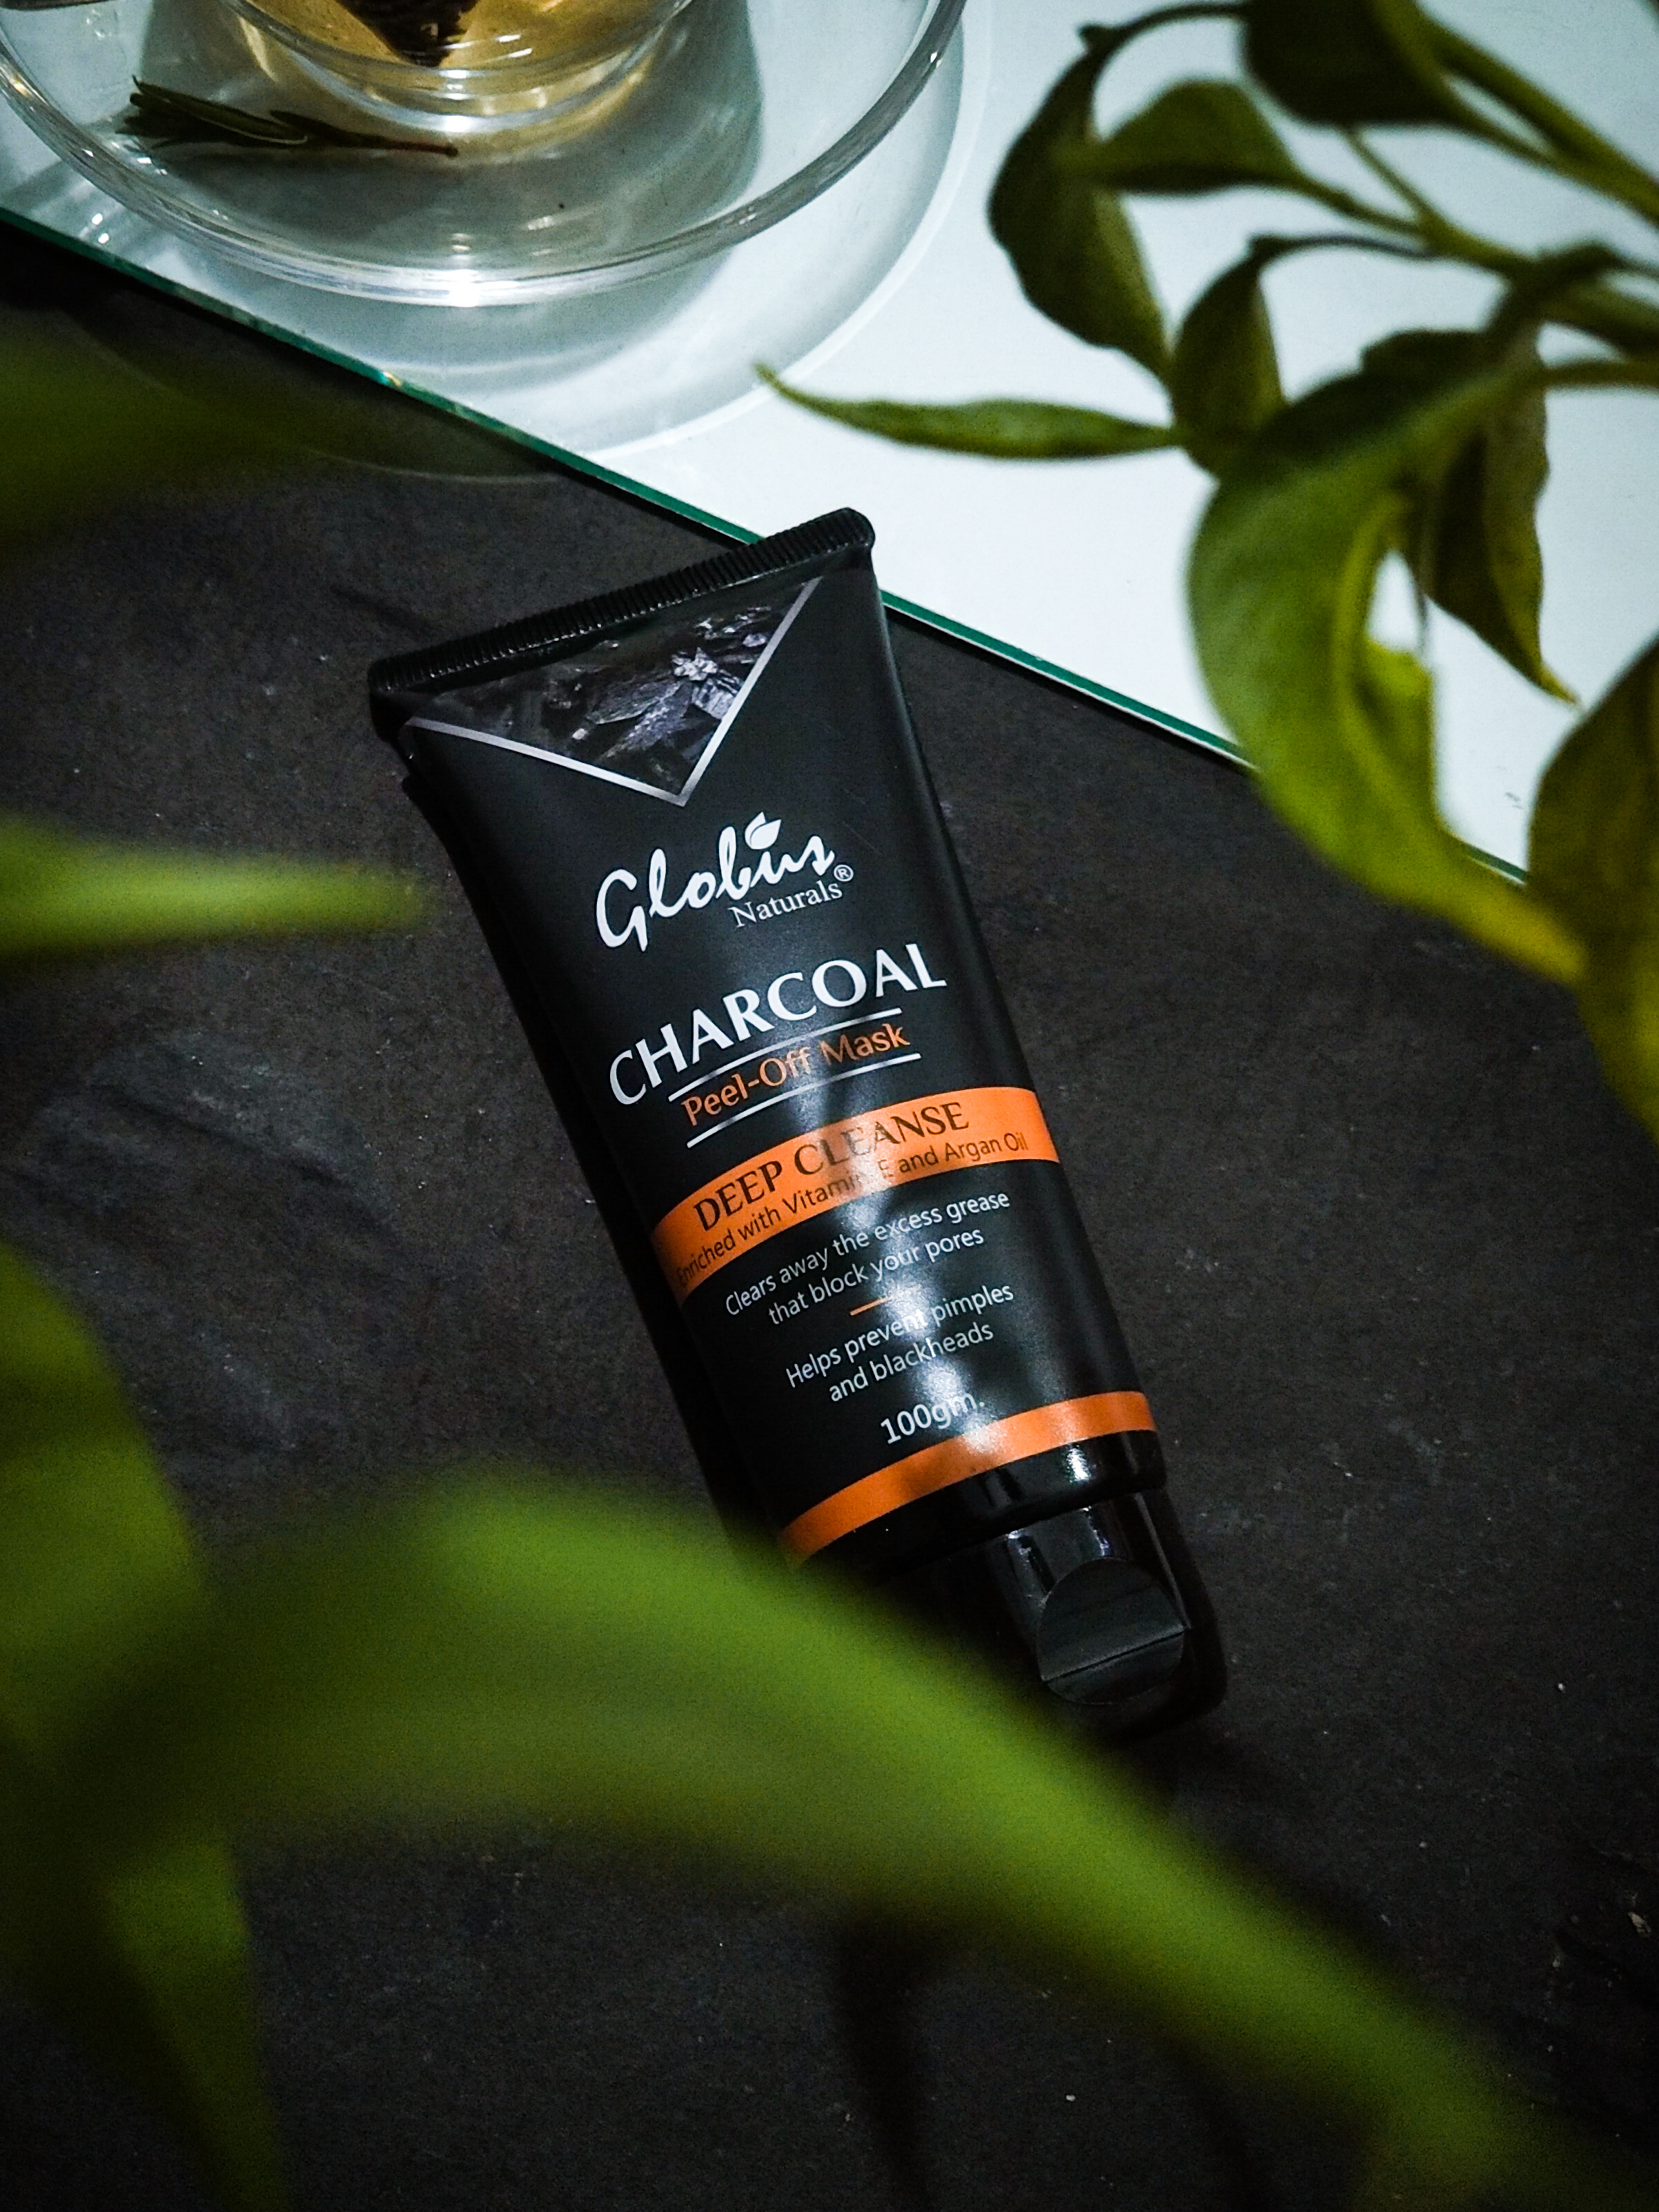 Globus
Naturals®
CHARCOAL
Peel-Off Mask
DEEP CLEANSE
Enriched with Vitamin E and Argan Oil
Clears away the excess grease
that block your pores
Helps prevent pimples
and blackheads
100gm.